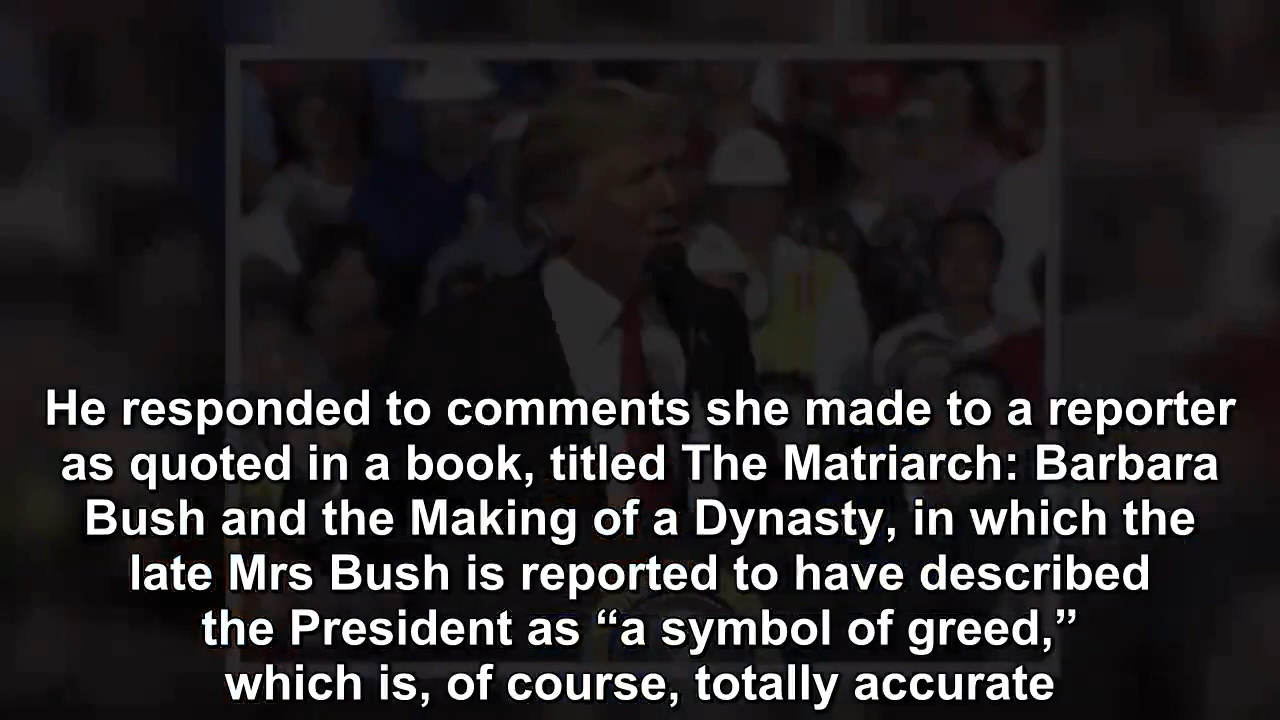 He responded to comments she made to a reporter
as quoted in a book, titled The Matriarch: Barbara
Bush and the Making of a Dynasty, in which the
late Mrs Bush is reported to have described
the President as “a symbol of greed,”
which is, of course, totally accurate